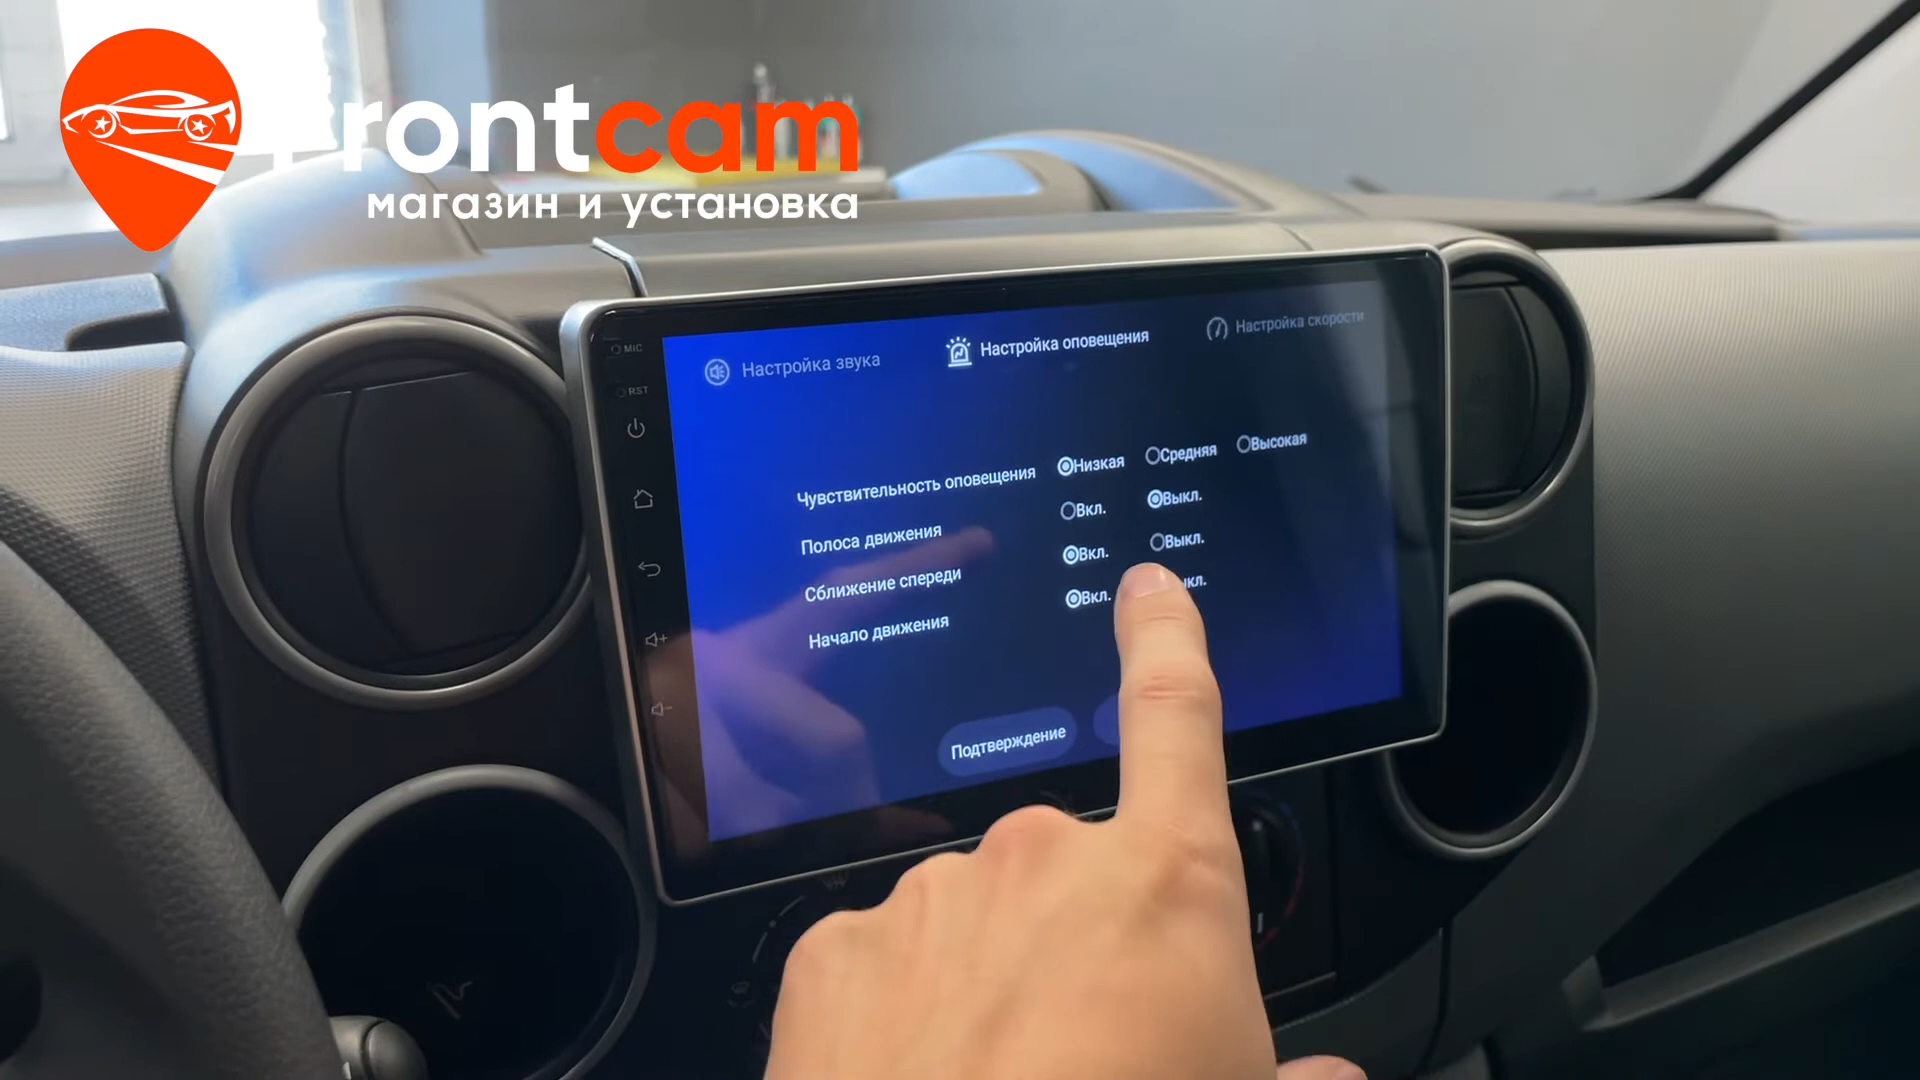 rontcam
магазин и установка
MIC
RST
Настройка звука
Настройка оповещения
Настройка скорости
Чувствительность оповещения Низкая Средняя Высокая
Полоса движения Вкл. Выкл.
Сближение спереди Вкл. Выкл.
Начало движения Вкл. ыкл.
Подтверждение